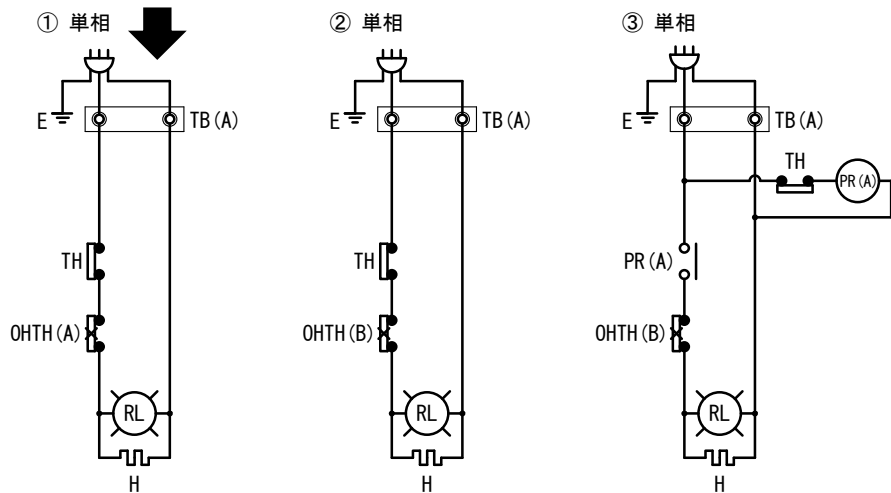 ① 単相
E
TB(A)
TH
OHTH(A)
RL
H
② 単相
E
TB(A)
TH
OHTH(B)
RL
H
③ 単相
E
TB(A)
TH
PR(A)
PR(A)
OHTH(B)
RL
H